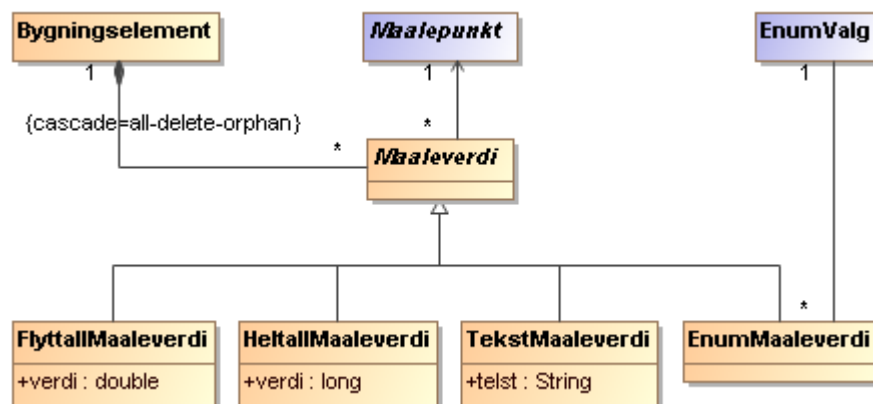 Bygningselement
Maalepunkt
EnumValg
1
1
1
{cascade=all-delete-orphan}
*
*
Maaleverdi
*
FlyttallMaaleverdi
HeltallMaaleverdi
TekstMaaleverdi
EnumMaaleverdi
+verdi : double
+verdi : long
+telst : String